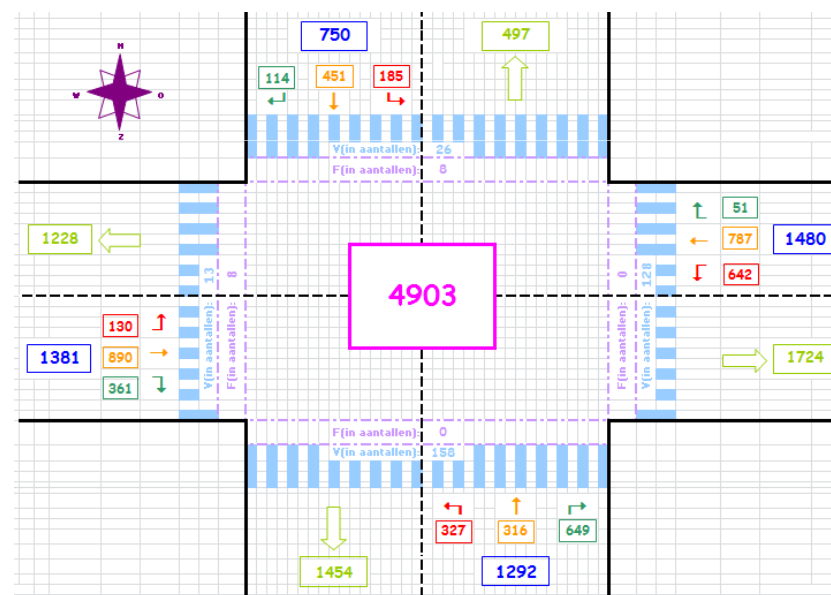 750
497
N
114
451
185
W
O
V(in aantallen): 26
Z
F(in aantallen): 8
51
1228
787
1480
642
V(in aantallen): 13
F(in aantallen): 8
4903
F(in aantallen): 0
V(in aantallen): 128
130
1381
890
1724
361
F(in aantallen): 0
V(in aantallen): 158
327
316
649
1454
1292